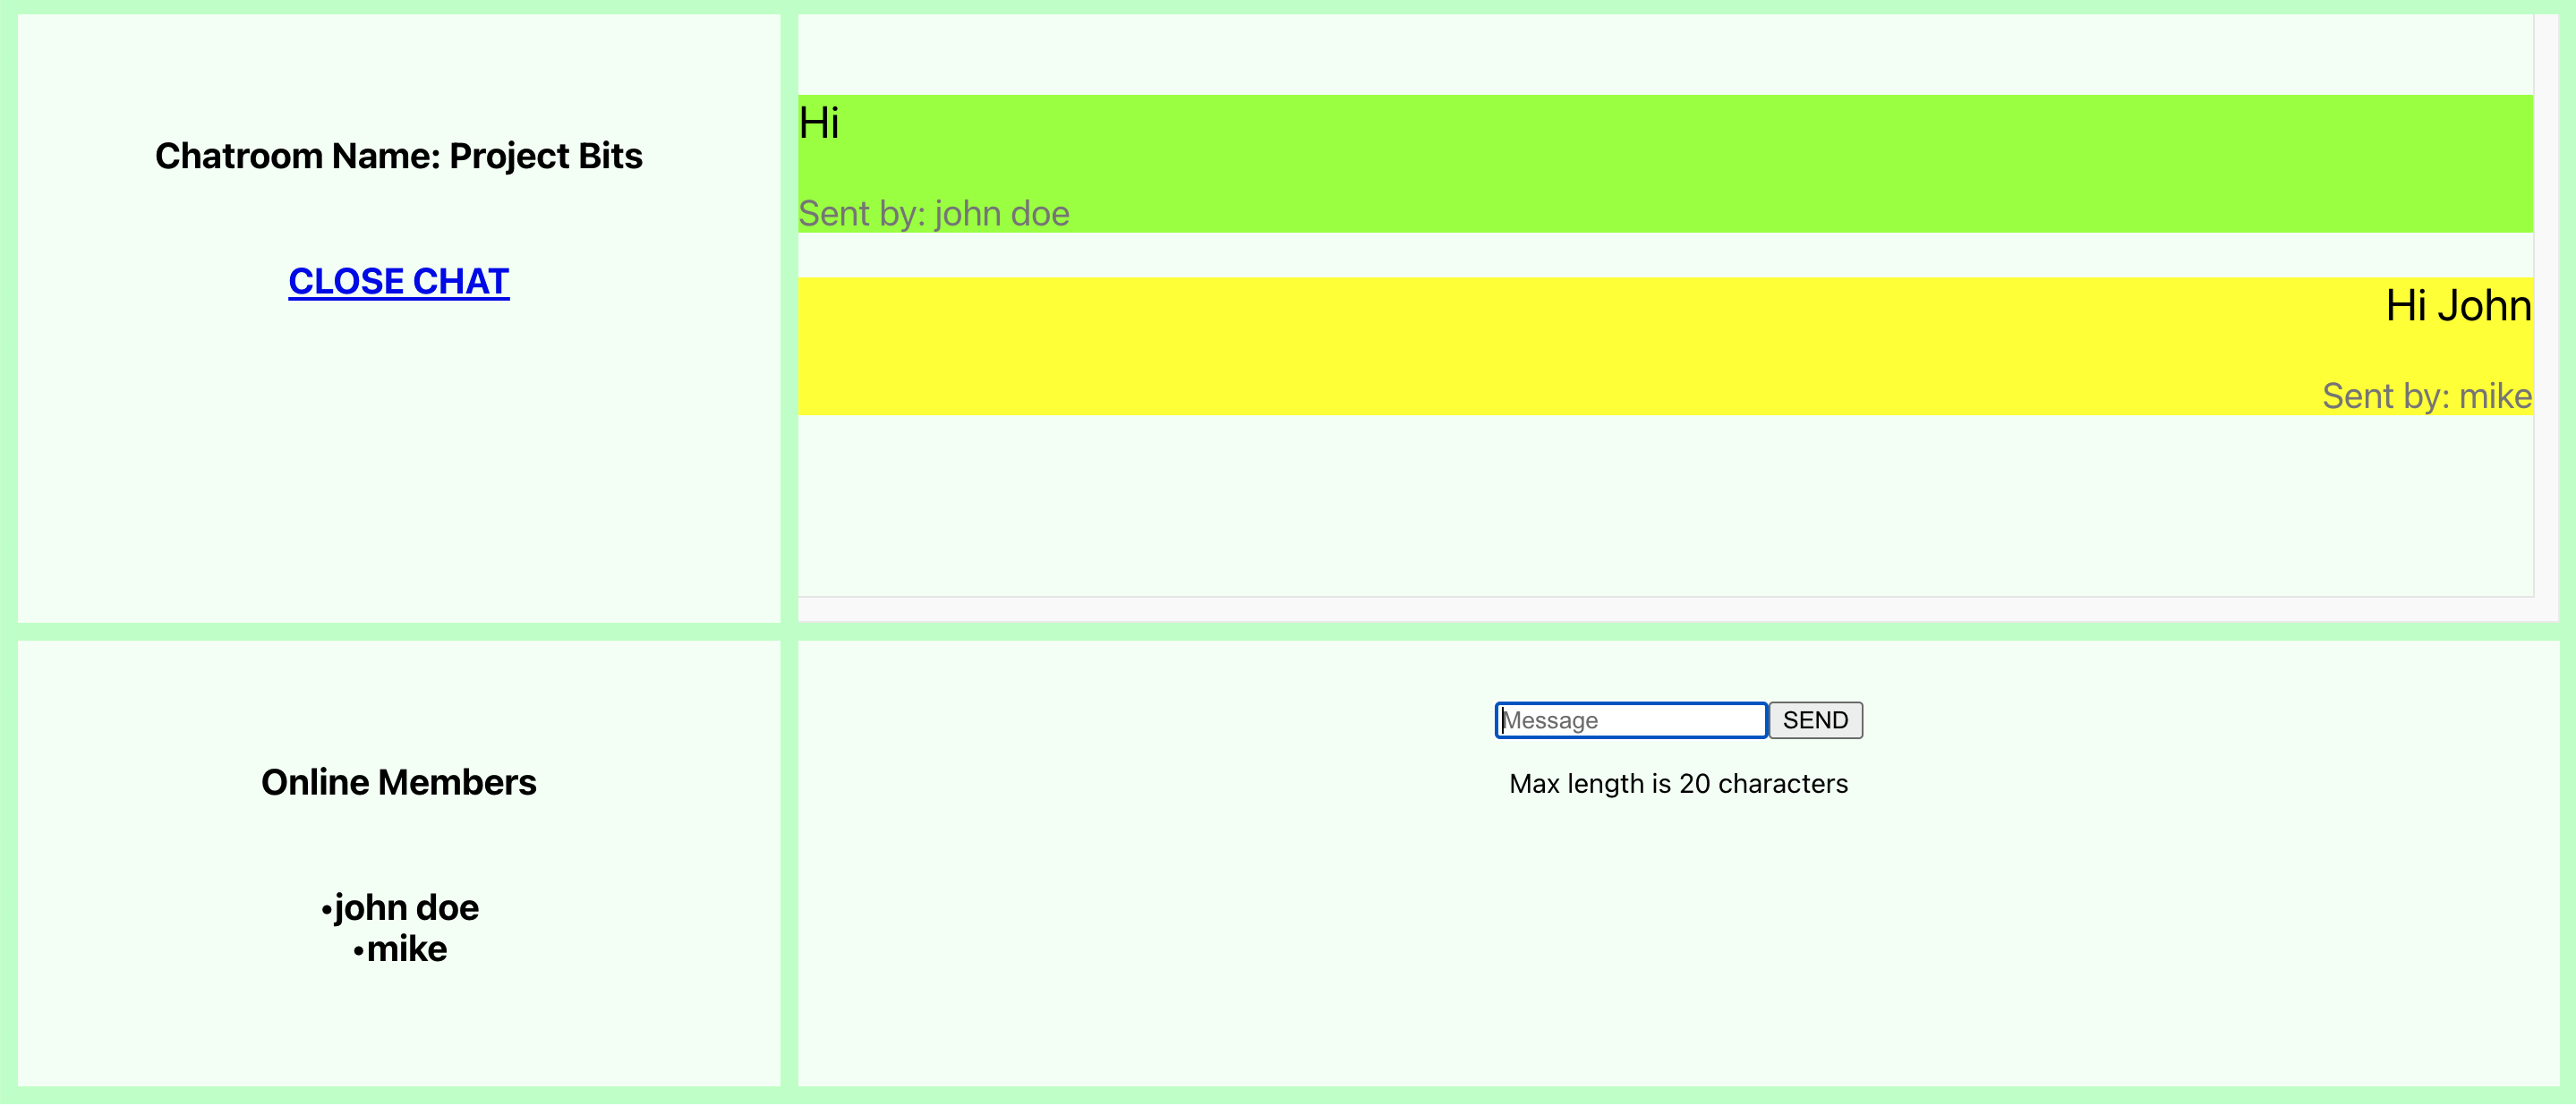 Chatroom Name: Project Bits
CLOSE CHAT
Hi
Sent by: john doe
Hi John
Sent by: mike
Online Members
•john doe
•mike
Message
SEND
Max length is 20 characters